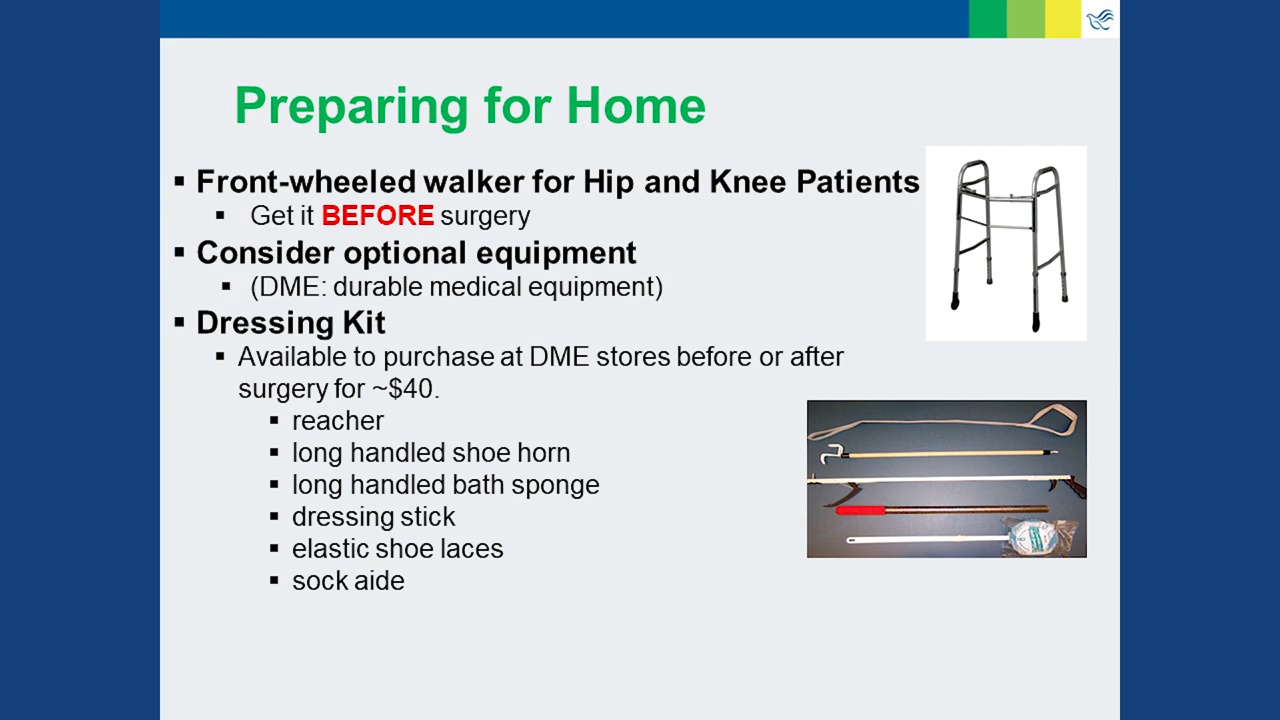 Preparing for Home
▪ Front-wheeled walker for Hip and Knee Patients
▪ Get it BEFORE surgery
▪ Consider optional equipment
▪ (DME: durable medical equipment)
▪ Dressing Kit
▪ Available to purchase at DME stores before or after
surgery for ~$40.
▪ reacher
▪ long handled shoe horn
▪ long handled bath sponge
▪ dressing stick
▪ elastic shoe laces
▪ sock aide